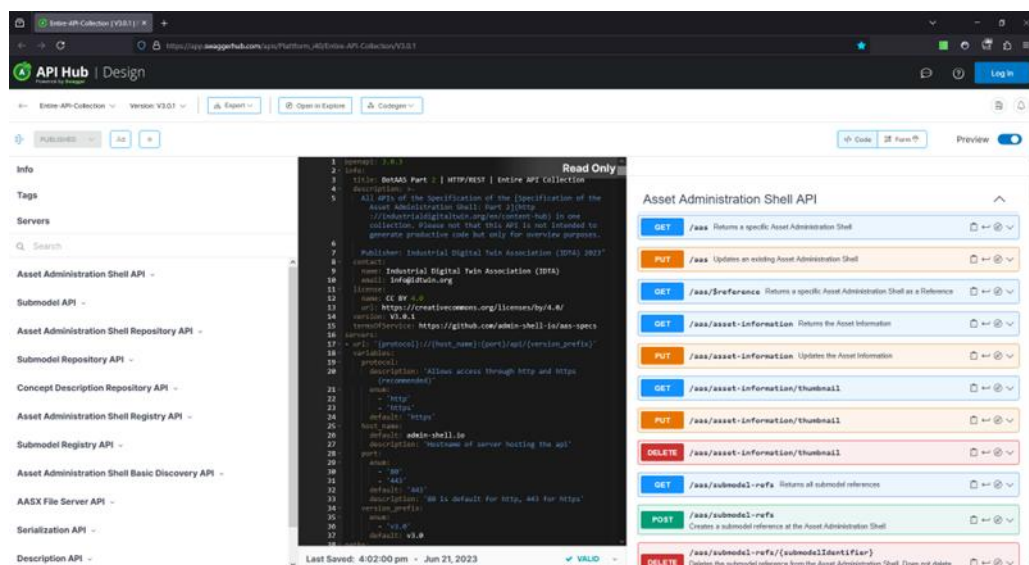 Entire-API-Collection | V3.0.1 |
https://app.swaggerhub.com/apis/Plattform_i40/Entire-API-Collection/V3.0.1
API Hub | Design
Powered by Swagger
Log In
Entire-API-Collection
Version: V3.0.1
Export
Open in Explore
Codegen
PUBLISHED
Code
Form
Preview
Info
Tags
Servers
Search
Asset Administration Shell API
Submodel API
Asset Administration Shell Repository API
Submodel Repository API
Concept Description Repository API
Asset Administration Shell Registry API
Submodel Registry API
Asset Administration Shell Basic Discovery API
AASX File Server API
Serialization API
Description API
Read Only
1 openapi: 3.0.3
2 info:
3 title: DotAAS Part 2 | HTTP/REST | Entire API Collection
4 description: >-
5 All APIs of the Specification of the [Specification of the
Asset Administration Shell: Part 2](http
://industrialdigitaltwin.org/en/content-hub) in one
collection. Please not that this API is not intended to
generate productive code but only for overview purposes.
6
7 Publisher: Industrial Digital Twin Association (IDTA) 2023"
8 contact:
9 name: Industrial Digital Twin Association (IDTA)
10 email: info@idtwin.org
11 license:
12 name: CC BY 4.0
13 url: https://creativecommons.org/licenses/by/4.0/
14 version: V3.0.1
15 termsOfService: https://github.com/admin-shell-io/aas-specs
16 servers:
17 - url: '{protocol}://{host_name}:{port}/api/{version_prefix}'
18 variables:
19 protocol:
20 description: 'Allows access through http and https
(recommended)'
21 enum:
22 - 'http'
23 - 'https'
24 default: 'https'
25 host_name:
26 default: admin-shell.io
27 description: 'Hostname of server hosting the api'
28 port:
29 enum:
30 - '80'
31 - '443'
32 default: '443'
33 description: '80 is default for http, 443 for https'
34 version_prefix:
35 enum:
36 - 'v3.0'
37 default: v3.0
38
Last Saved: 4:02:00 pm - Jun 21, 2023
VALID
Asset Administration Shell API
GET /aas Returns a specific Asset Administration Shell
PUT /aas Updates an existing Asset Administration Shell
GET /aas/$reference Returns a specific Asset Administration Shell as a Reference
GET /aas/asset-information Returns the Asset Information
PUT /aas/asset-information Updates the Asset Information
GET /aas/asset-information/thumbnail
PUT /aas/asset-information/thumbnail
DELETE /aas/asset-information/thumbnail
GET /aas/submodel-refs Returns all submodel references
POST /aas/submodel-refs
Creates a submodel reference at the Asset Administration Shell
DELETE /aas/submodel-refs/{submodelIdentifier}
Deletes the submodel reference from the Asset Administration Shell. Does not delete